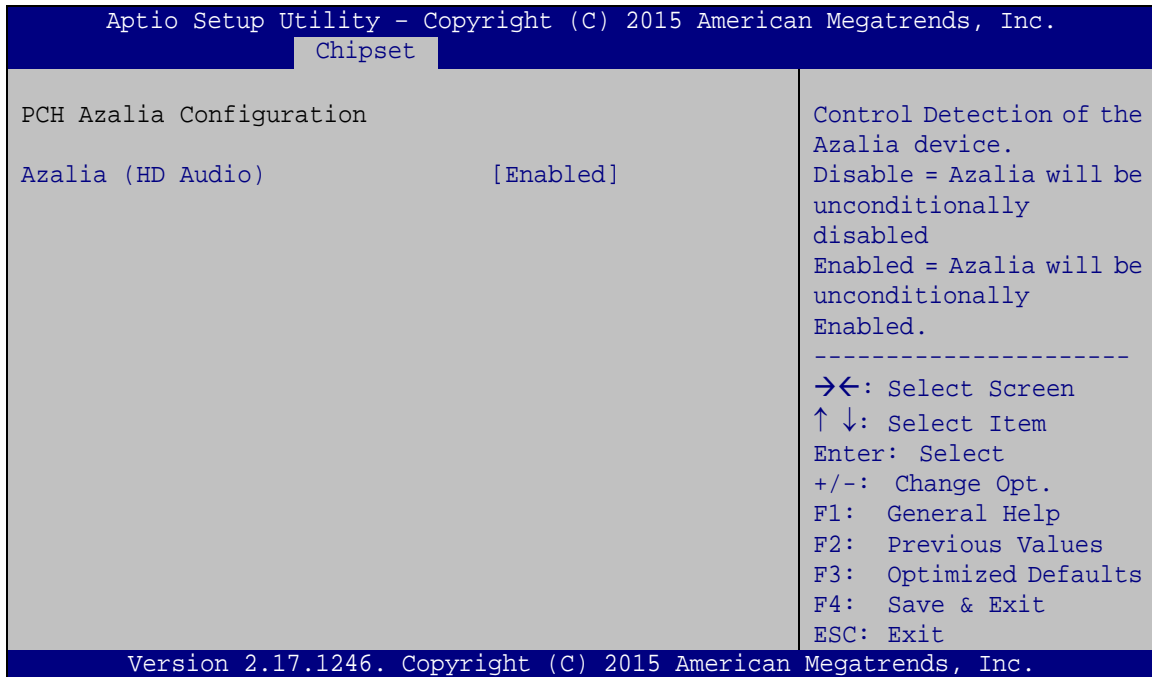 Aptio Setup Utility – Copyright (C) 2015 American Megatrends, Inc.
Chipset
PCH Azalia Configuration
Azalia (HD Audio) [Enabled]
Control Detection of the
Azalia device.
Disable = Azalia will be
unconditionally
disabled
Enabled = Azalia will be
unconditionally
Enabled.
----------------------
→←: Select Screen
↑ ↓: Select Item
Enter: Select
+/-: Change Opt.
F1: General Help
F2: Previous Values
F3: Optimized Defaults
F4: Save & Exit
ESC: Exit
Version 2.17.1246. Copyright (C) 2015 American Megatrends, Inc.